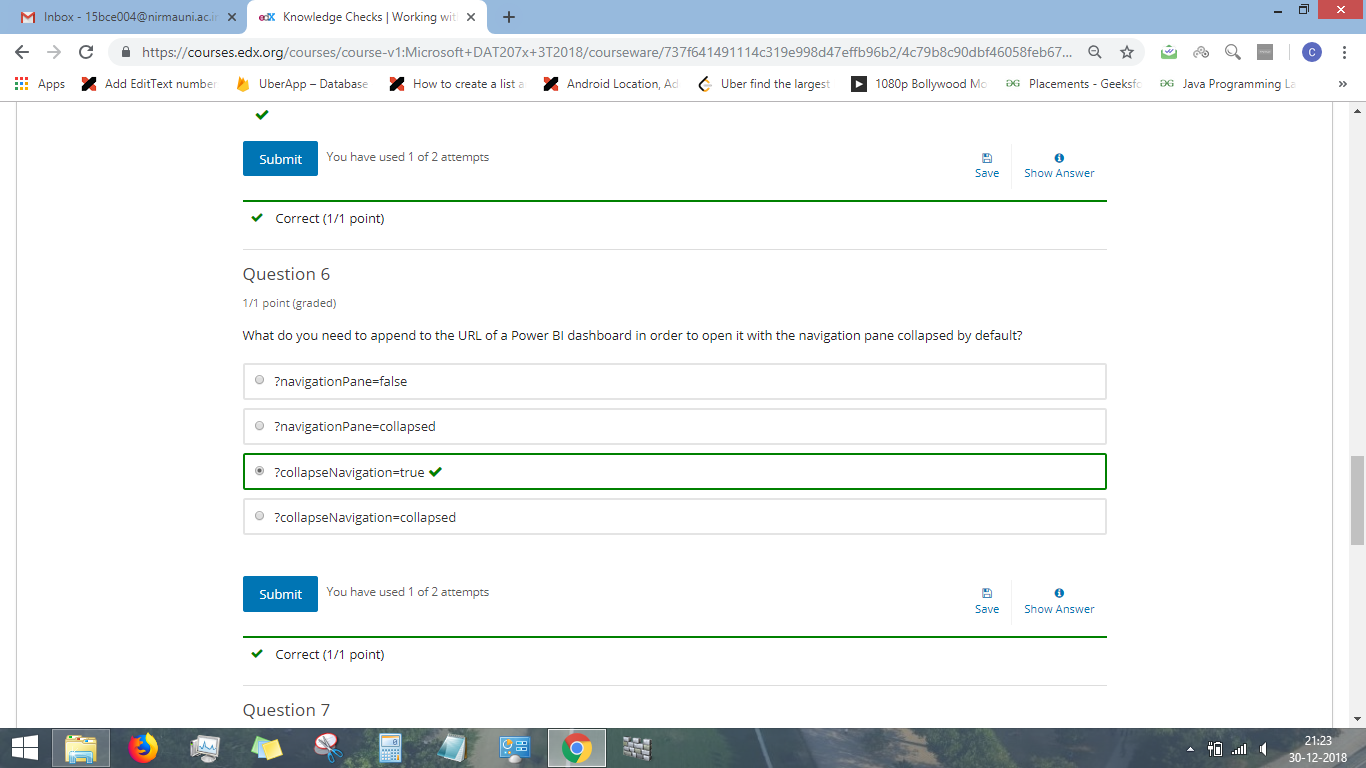 Inbox - 15bce004@nirmauni.ac.in
edX Knowledge Checks | Working wit
https://courses.edx.org/courses/course-v1:Microsoft+DAT207x+3T2018/courseware/737f641491114c319e998d47effb96b2/4c79b8c90dbf46058feb67...
C
Apps
Add EditText number
UberApp – Database
How to create a list a
Android Location, Ad
Uber find the largest
1080p Bollywood Mo
Placements - Geeksfo
Java Programming La
»
Submit
You have used 1 of 2 attempts
Save
Show Answer
Correct (1/1 point)
Question 6
1/1 point (graded)
What do you need to append to the URL of a Power BI dashboard in order to open it with the navigation pane collapsed by default?
?navigationPane=false
?navigationPane=collapsed
?collapseNavigation=true
?collapseNavigation=collapsed
Submit
You have used 1 of 2 attempts
Save
Show Answer
Correct (1/1 point)
Question 7
21:23
30-12-2018